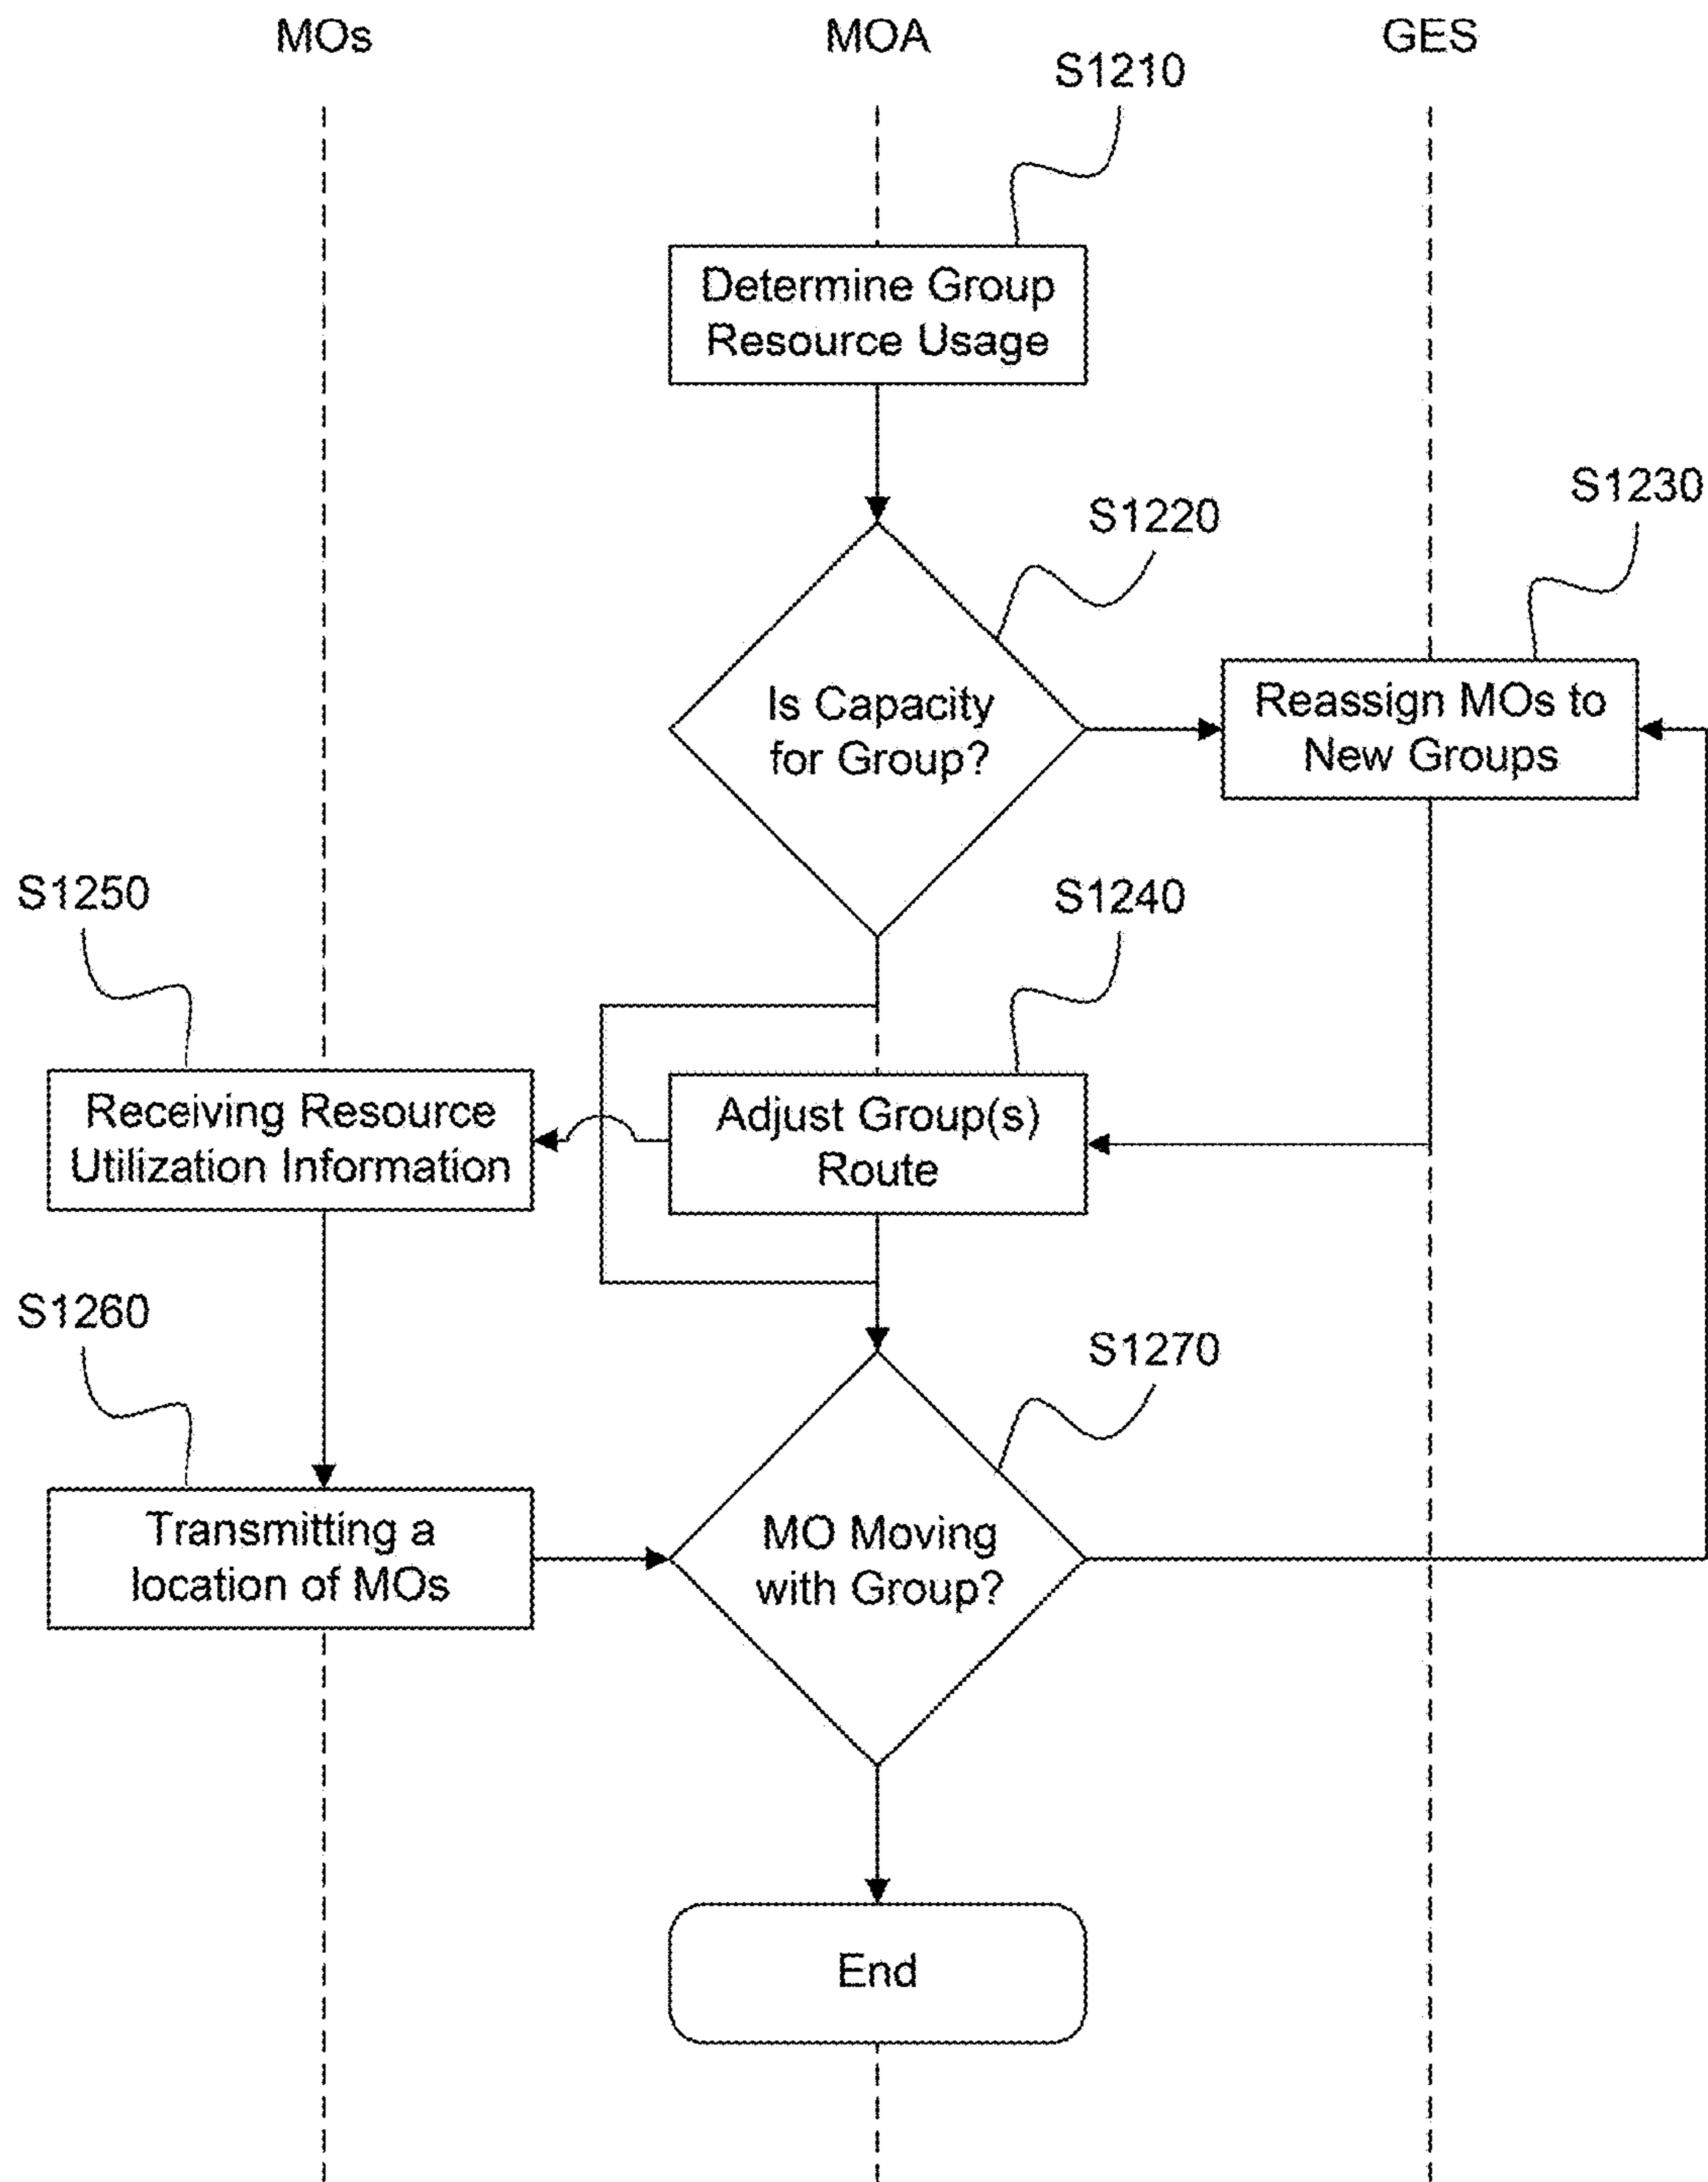 MOs
MOA
GES
S1210
Determine Group
Resource Usage
S1220
Is Capacity
for Group?
S1230
Reassign MOs to
New Groups
S1240
Adjust Group(s)
Route
S1250
Receiving Resource
Utilization Information
S1260
Transmitting a
location of MOs
S1270
MO Moving
with Group?
End